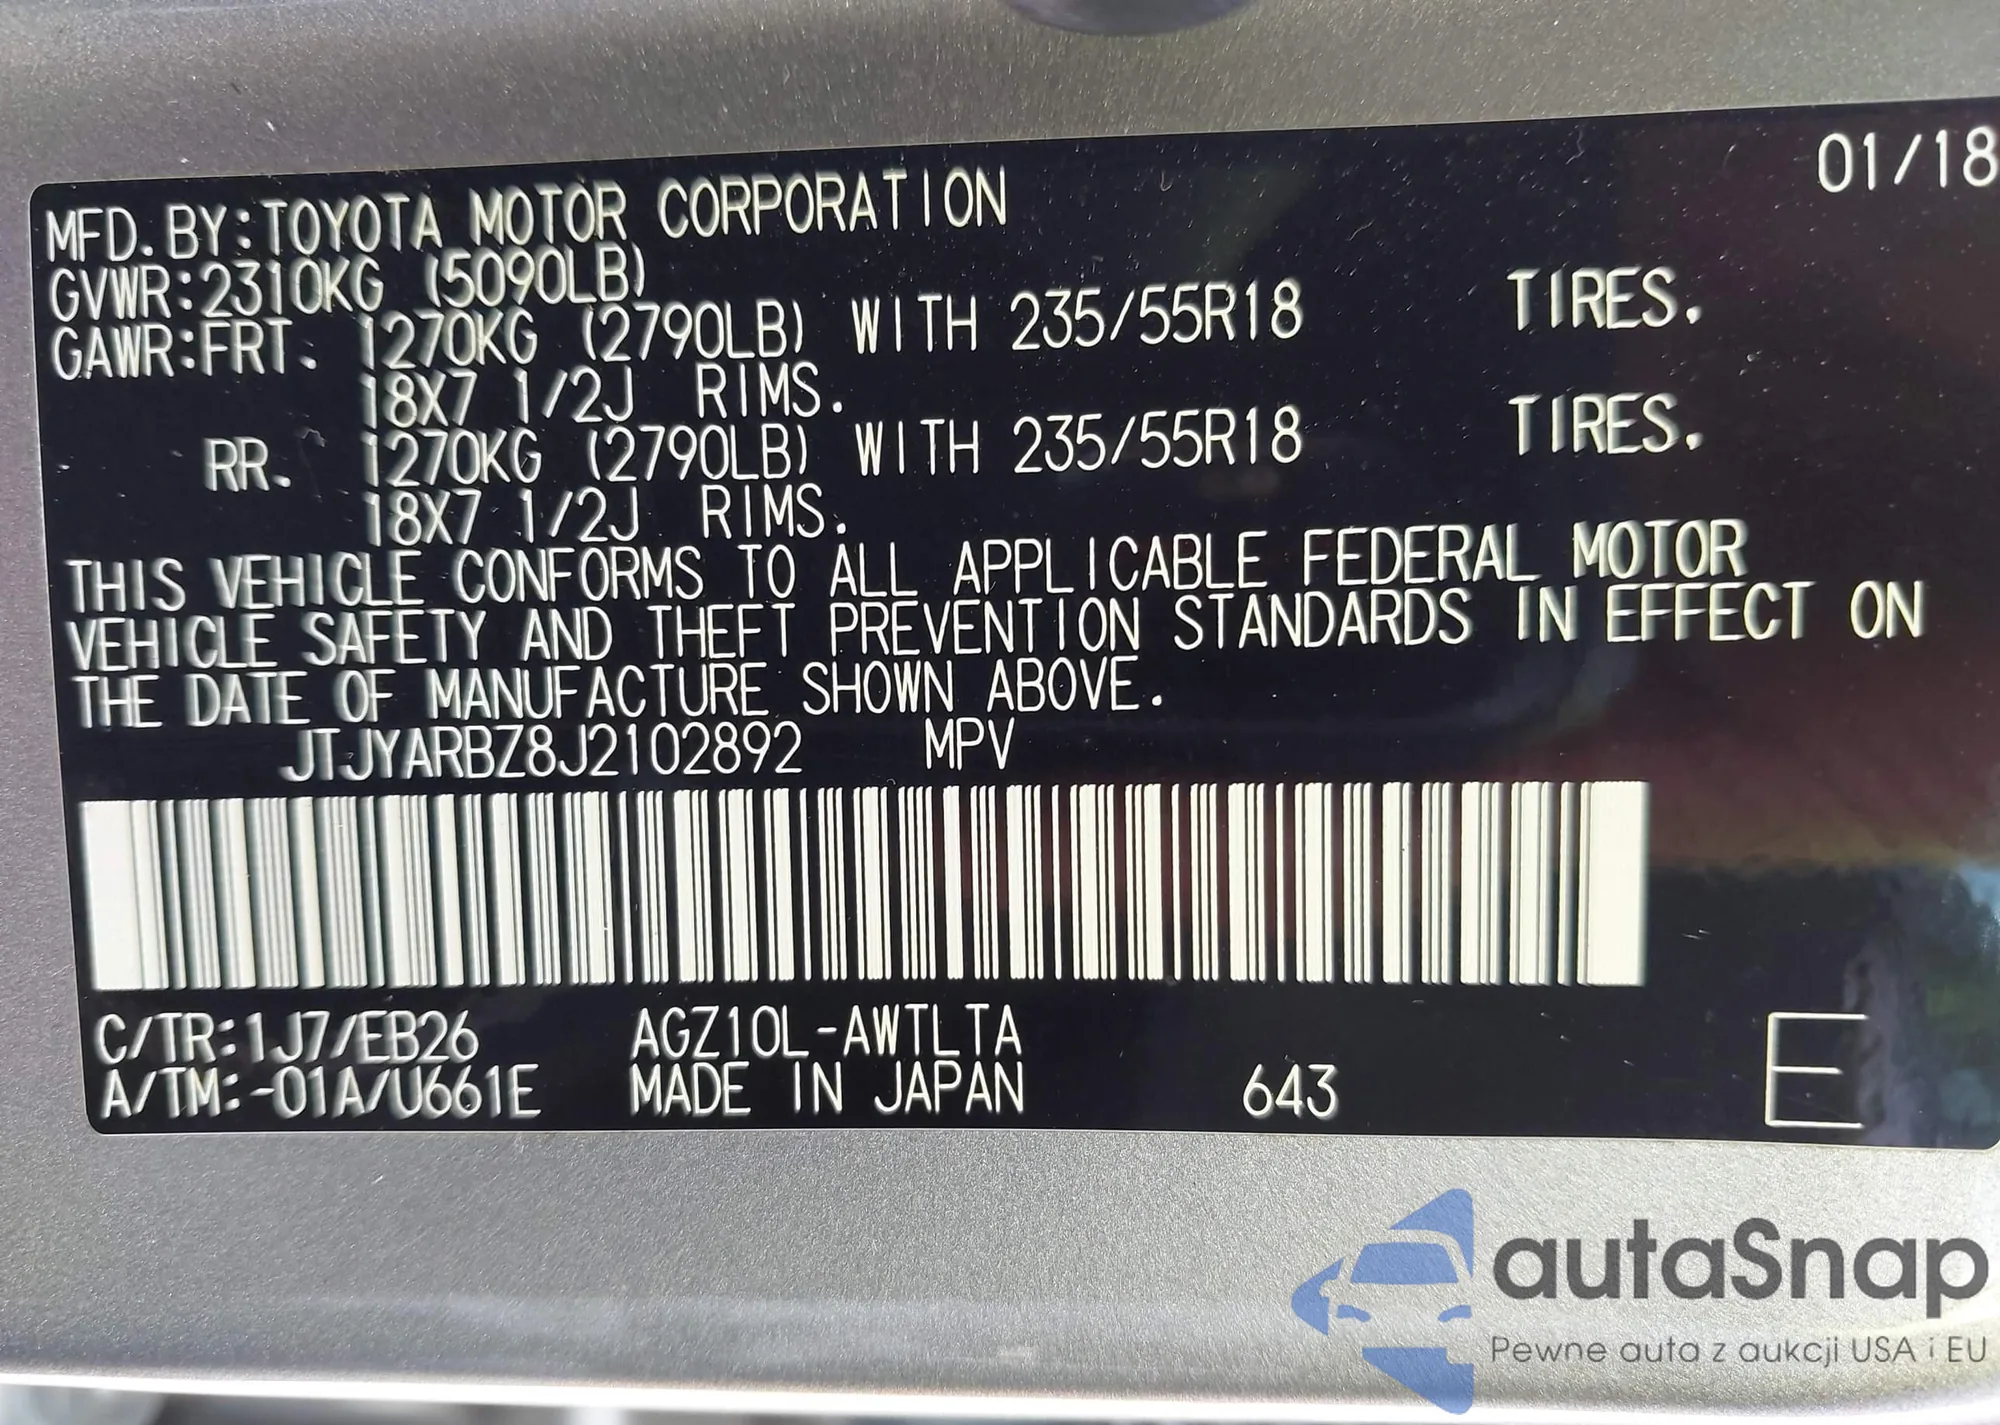 01/18
MFD. BY:TOYOTA MOTOR CORPORATION
GVWR:2310KG (5090LB)
GAWR:FRT. 1270KG (2790LB) WITH 235/55R18 TIRES.
18X7 1/2J RIMS.
RR. 1270KG (2790LB) WITH 235/55R18 TIRES.
18X7 1/2J RIMS.
THIS VEHICLE CONFORMS TO ALL APPLICABLE FEDERAL MOTOR
VEHICLE SAFETY AND THEFT PREVENTION STANDARDS IN EFFECT ON
THE DATE OF MANUFACTURE SHOWN ABOVE.
JTJYARBZ8J2102892 MPV
C/TR:1J7/EB26 AGZ10L-AWTLTA
A/TM:-01A/U661E MADE IN JAPAN 643 E
autaSnap
Pewne auta z aukcji USA i EU